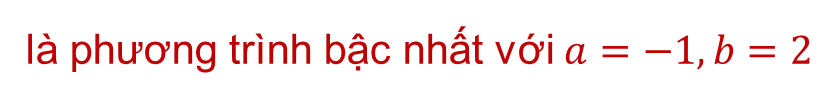 là phương trình bậc nhất với a = −1, b = 2